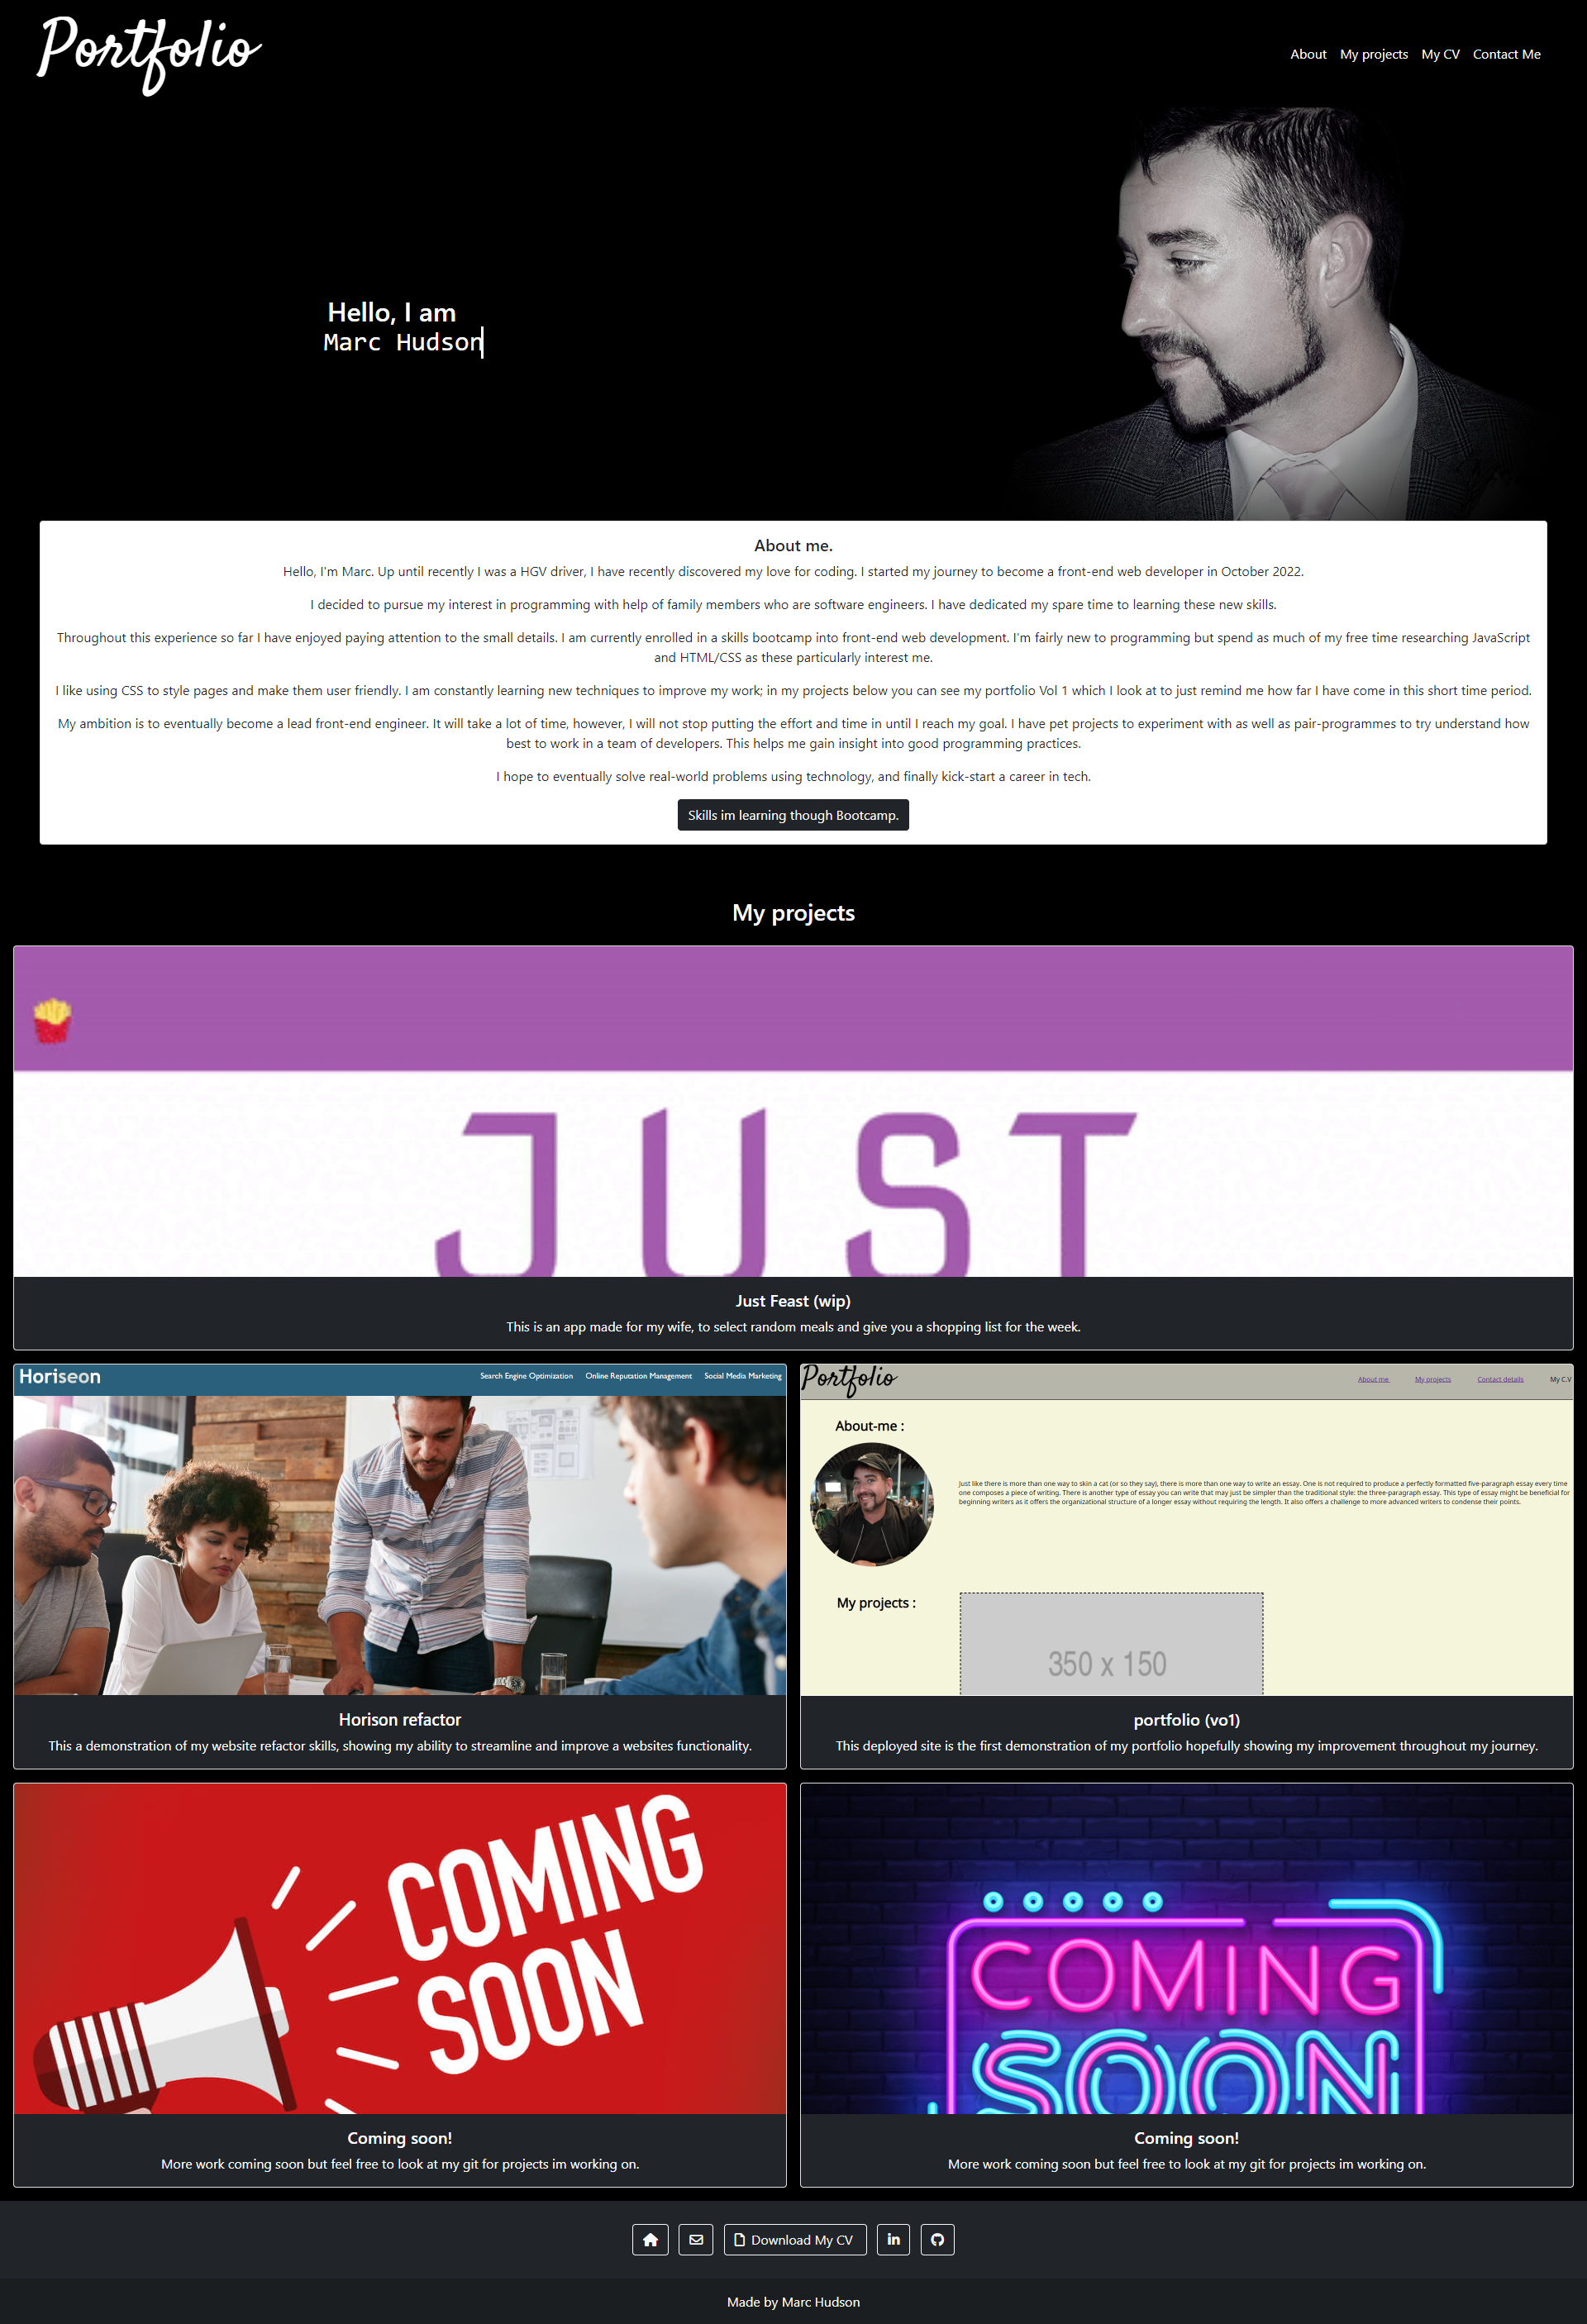 Portfolio
About My projects My CV Contact Me
Hello, I am
Marc Hudson
About me.
Hello, I'm Marc. Up until recently I was a HGV driver, I have recently discovered my love for coding. I started my journey to become a front-end web developer in October 2022.
I decided to pursue my interest in programming with help of family members who are software engineers. I have dedicated my spare time to learning these new skills.
Throughout this experience so far I have enjoyed paying attention to the small details. I am currently enrolled in a skills bootcamp into front-end web development. I'm fairly new to programming but spend as much of my free time researching JavaScript
and HTML/CSS as these particularly interest me.
I like using CSS to style pages and make them user friendly. I am constantly learning new techniques to improve my work; in my projects below you can see my portfolio Vol 1 which I look at to just remind me how far I have come in this short time period.
My ambition is to eventually become a lead front-end engineer. It will take a lot of time, however, I will not stop putting the effort and time in until I reach my goal. I have pet projects to experiment with as well as pair-programmes to try understand how
best to work in a team of developers. This helps me gain insight into good programming practices.
I hope to eventually solve real-world problems using technology, and finally kick-start a career in tech.
Skills im learning though Bootcamp.
My projects
JUST
Just Feast (wip)
This is an app made for my wife, to select random meals and give you a shopping list for the week.
Horiseon
Search Engine Optimization Online Reputation Management Social Media Marketing
Horison refactor
This a demonstration of my website refactor skills, showing my ability to streamline and improve a websites functionality.
Portfolio
About me My projects Contact details My C.V
About-me :
Just like there is more than one way to skin a cat (or so they say), there is more than one way to write an essay. One is not required to produce a perfectly formatted five-paragraph essay every time
one composes a piece of writing. There is another type of essay you can write that may just be simpler than the traditional style: the three-paragraph essay. This type of essay might be beneficial for
beginning writers as it offers the organizational structure of a longer essay without requiring the length. It also offers a challenge to more advanced writers to condense their points.
My projects :
350 x 150
portfolio (vo1)
This deployed site is the first demonstration of my portfolio hopefully showing my improvement throughout my journey.
COMING
SOON
Coming soon!
More work coming soon but feel free to look at my git for projects im working on.
COMING
SOON
Coming soon!
More work coming soon but feel free to look at my git for projects im working on.
Download My CV in
Made by Marc Hudson